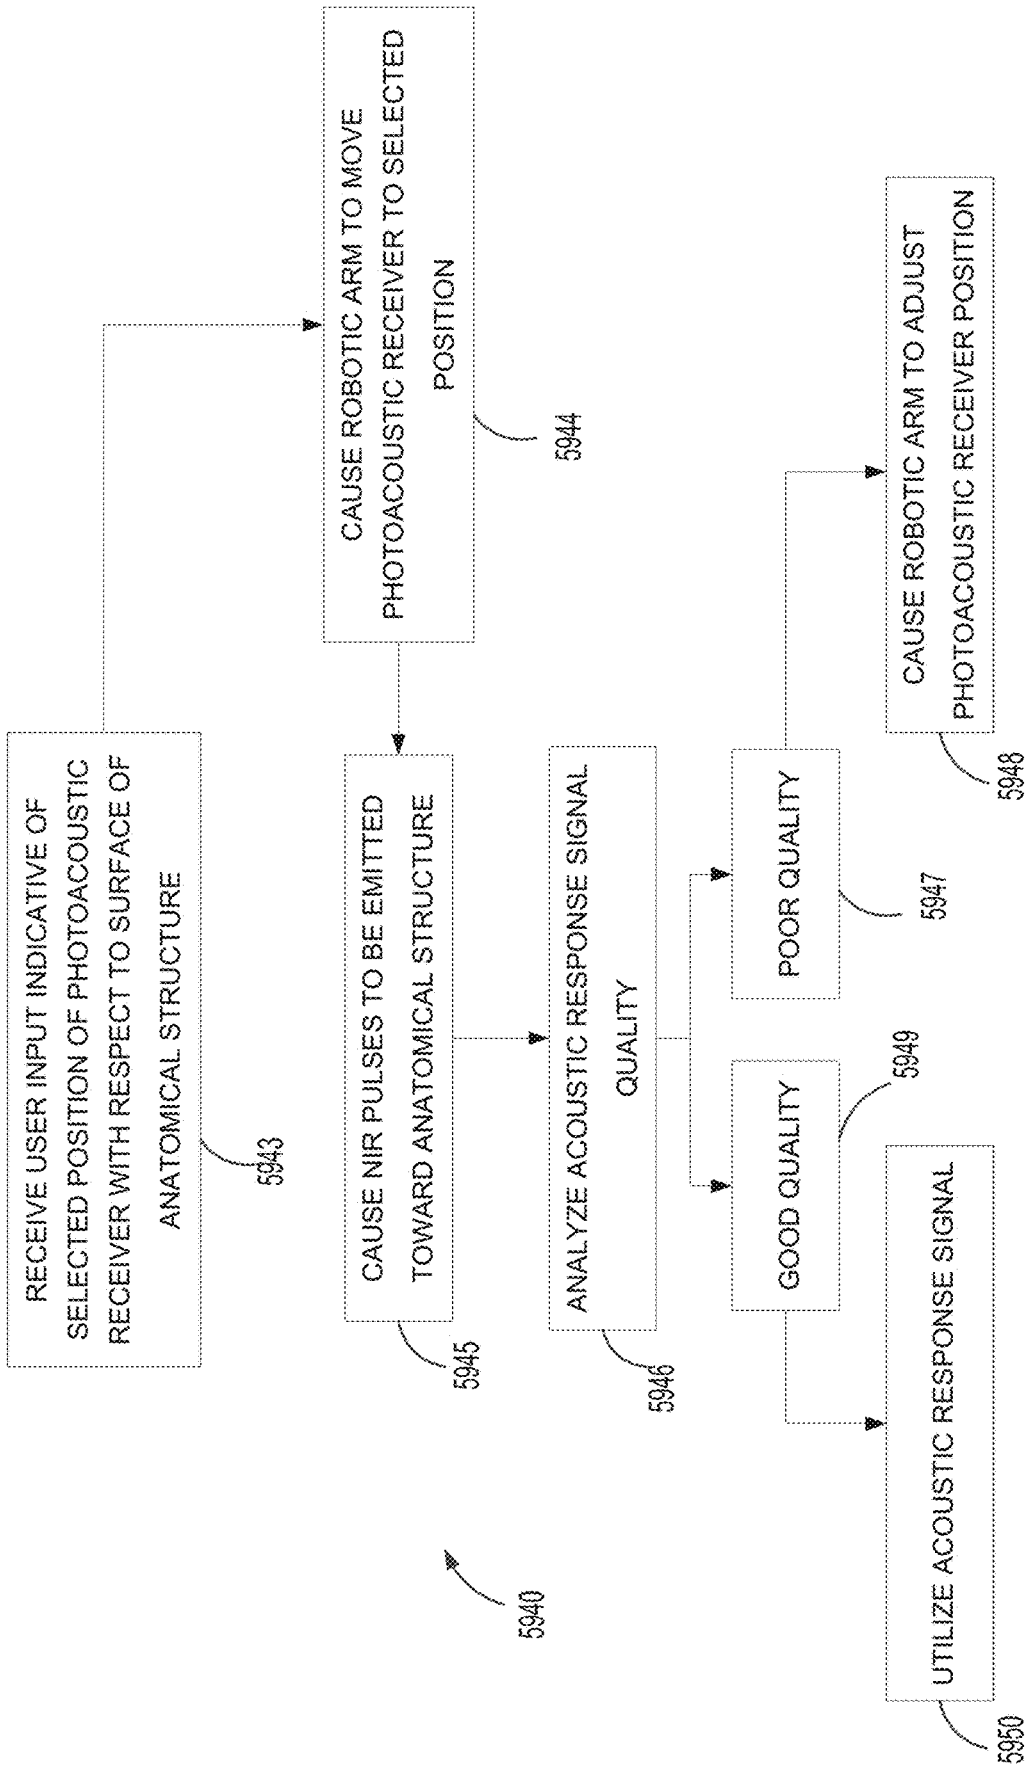 RECEIVE USER INPUT INDICATIVE OF
SELECTED POSITION OF PHOTOACOUSTIC
RECEIVER WITH RESPECT TO SURFACE OF
ANATOMICAL STRUCTURE
5943
CAUSE ROBOTIC ARM TO MOVE
PHOTOACOUSTIC RECEIVER TO SELECTED
POSITION
5944
CAUSE NIR PULSES TO BE EMITTED
TOWARD ANATOMICAL STRUCTURE
5945
ANALYZE ACOUSTIC RESPONSE SIGNAL
QUALITY
5946
POOR QUALITY
5947
GOOD QUALITY
5949
CAUSE ROBOTIC ARM TO ADJUST
PHOTOACOUSTIC RECEIVER POSITION
5948
UTILIZE ACOUSTIC RESPONSE SIGNAL
5950
5940